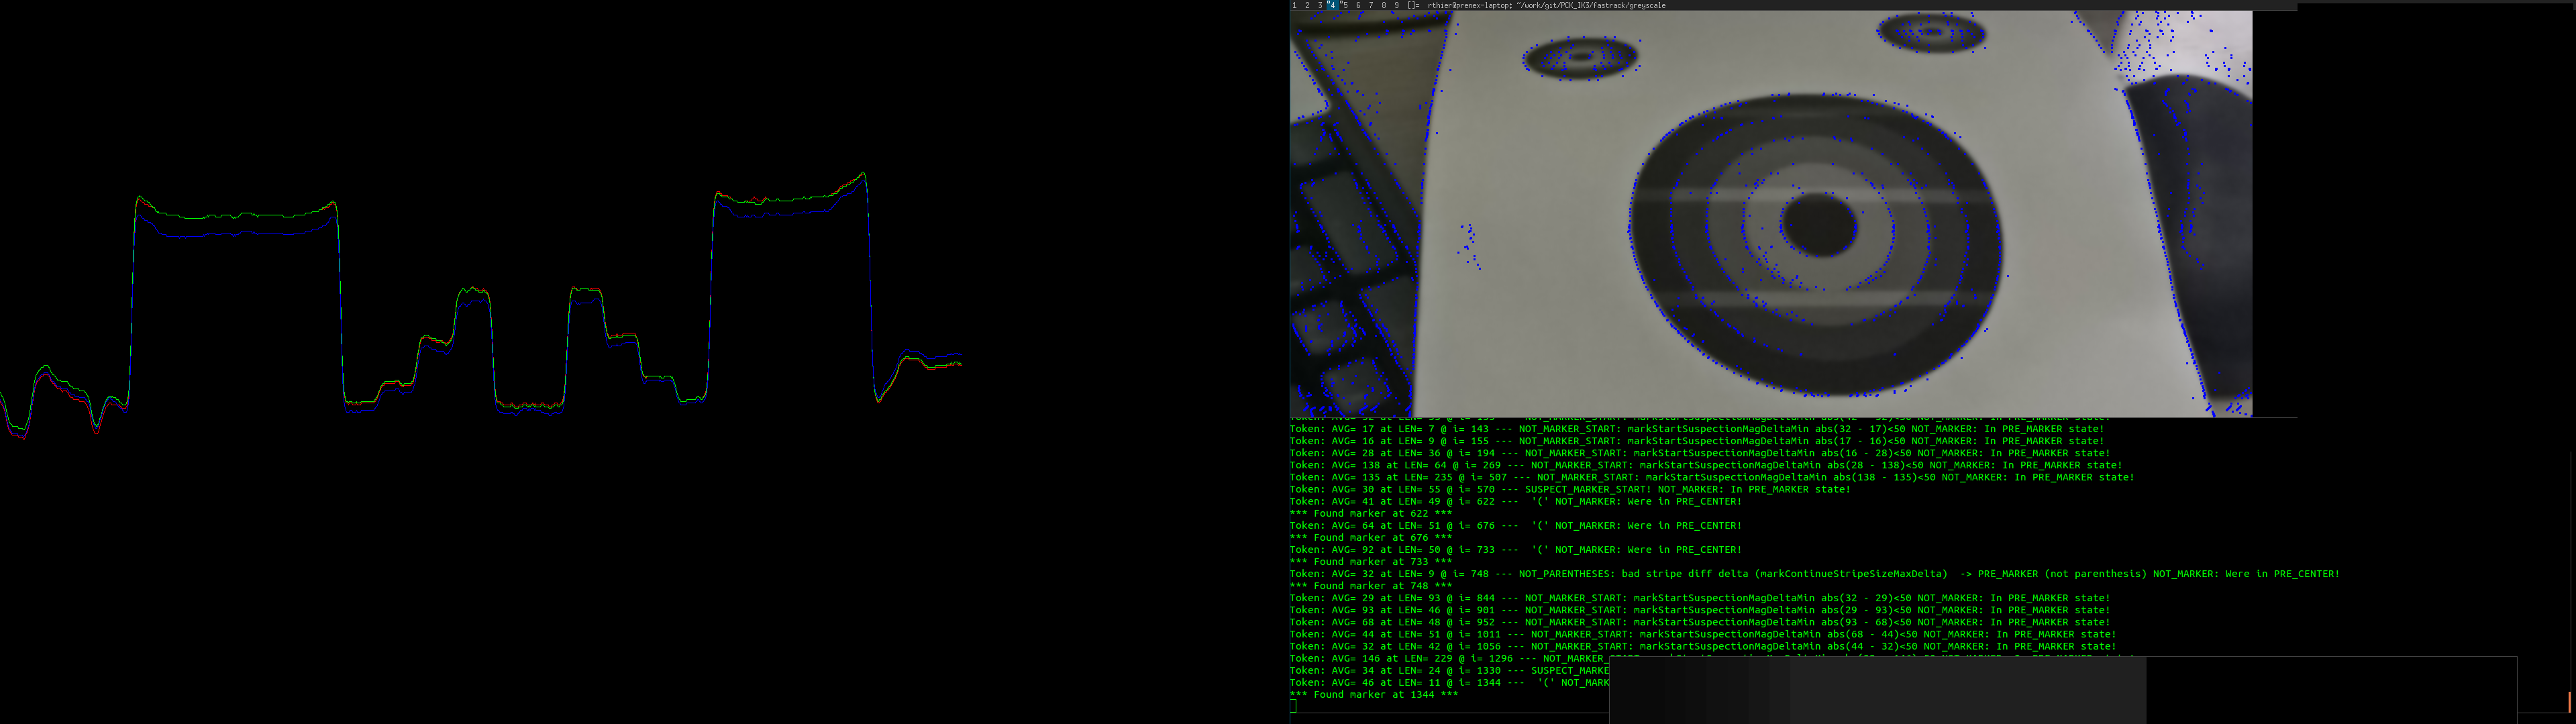 1 2 3 4 5 6 7 8 9 []= rthier@prenex-laptop: ~/work/git/PCK_IK3/fastrack/greyscale
Token: AVG= 17 at LEN= 7 @ i= 143 --- NOT_MARKER_START: markStartSuspectionMagDeltaMin abs(32 - 17)<50 NOT_MARKER: In PRE_MARKER state!
Token: AVG= 16 at LEN= 9 @ i= 155 --- NOT_MARKER_START: markStartSuspectionMagDeltaMin abs(17 - 16)<50 NOT_MARKER: In PRE_MARKER state!
Token: AVG= 28 at LEN= 36 @ i= 194 --- NOT_MARKER_START: markStartSuspectionMagDeltaMin abs(16 - 28)<50 NOT_MARKER: In PRE_MARKER state!
Token: AVG= 138 at LEN= 64 @ i= 269 --- NOT_MARKER_START: markStartSuspectionMagDeltaMin abs(28 - 138)<50 NOT_MARKER: In PRE_MARKER state!
Token: AVG= 135 at LEN= 235 @ i= 507 --- NOT_MARKER_START: markStartSuspectionMagDeltaMin abs(138 - 135)<50 NOT_MARKER: In PRE_MARKER state!
Token: AVG= 30 at LEN= 55 @ i= 570 --- SUSPECT_MARKER_START! NOT_MARKER: In PRE_MARKER state!
Token: AVG= 41 at LEN= 49 @ i= 622 --- '(' NOT_MARKER: Were in PRE_CENTER!
*** Found marker at 622 ***
Token: AVG= 64 at LEN= 51 @ i= 676 --- '(' NOT_MARKER: Were in PRE_CENTER!
*** Found marker at 676 ***
Token: AVG= 92 at LEN= 50 @ i= 733 --- '(' NOT_MARKER: Were in PRE_CENTER!
*** Found marker at 733 ***
Token: AVG= 32 at LEN= 9 @ i= 748 --- NOT_PARENTHESES: bad stripe diff delta (markContinueStripeSizeMaxDelta) -> PRE_MARKER (not parenthesis) NOT_MARKER: Were in PRE_CENTER!
*** Found marker at 748 ***
Token: AVG= 29 at LEN= 93 @ i= 844 --- NOT_MARKER_START: markStartSuspectionMagDeltaMin abs(32 - 29)<50 NOT_MARKER: In PRE_MARKER state!
Token: AVG= 93 at LEN= 46 @ i= 901 --- NOT_MARKER_START: markStartSuspectionMagDeltaMin abs(29 - 93)<50 NOT_MARKER: In PRE_MARKER state!
Token: AVG= 68 at LEN= 48 @ i= 952 --- NOT_MARKER_START: markStartSuspectionMagDeltaMin abs(93 - 68)<50 NOT_MARKER: In PRE_MARKER state!
Token: AVG= 44 at LEN= 51 @ i= 1011 --- NOT_MARKER_START: markStartSuspectionMagDeltaMin abs(68 - 44)<50 NOT_MARKER: In PRE_MARKER state!
Token: AVG= 32 at LEN= 42 @ i= 1056 --- NOT_MARKER_START: markStartSuspectionMagDeltaMin abs(44 - 32)<50 NOT_MARKER: In PRE_MARKER state!
Token: AVG= 146 at LEN= 229 @ i= 1296 --- NOT_MARKER_
Token: AVG= 34 at LEN= 24 @ i= 1330 --- SUSPECT_MARKE
Token: AVG= 46 at LEN= 11 @ i= 1344 --- '(' NOT_MARK
*** Found marker at 1344 ***